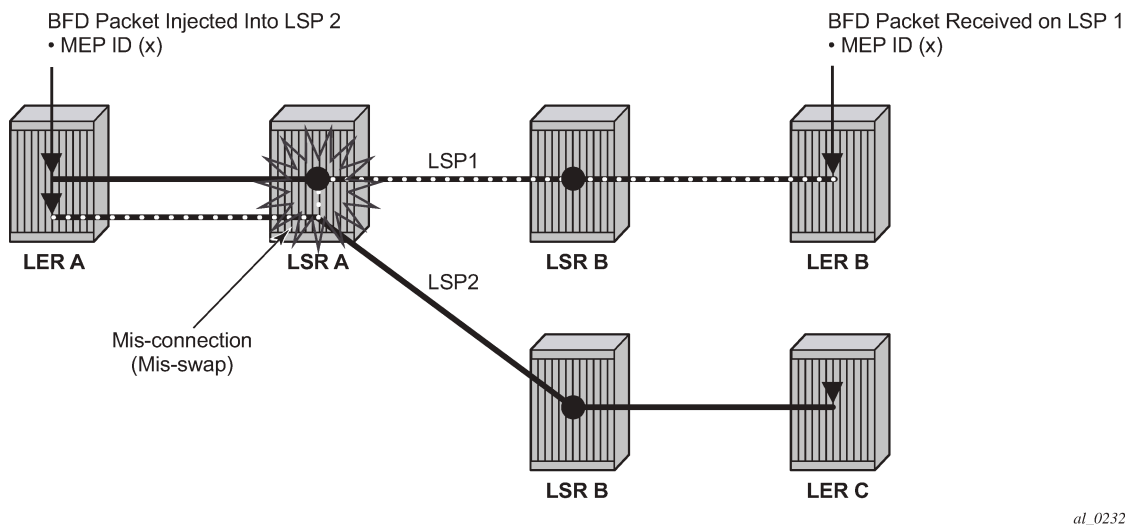 BFD Packet Injected Into LSP 2
• MEP ID (x)
BFD Packet Received on LSP 1
• MEP ID (x)
LSP1
LER A
LSR A
LSR B
LER B
LSP2
Mis-connection
(Mis-swap)
LSR B
LER C
al_0232